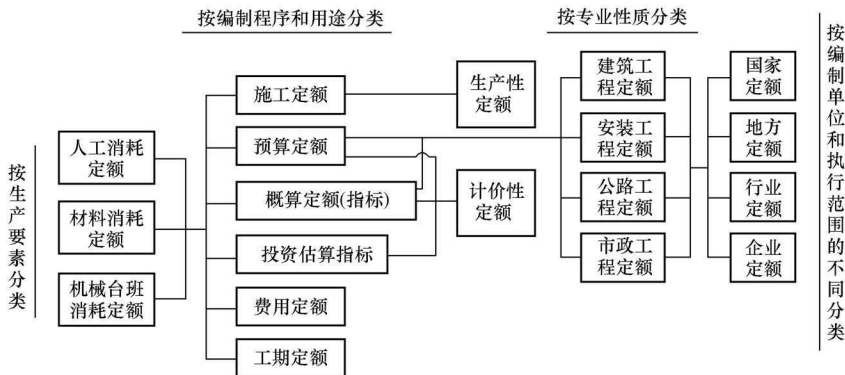 按编制程序和用途分类
按专业性质分类
按生产要素分类
人工消耗
定额
材料消耗
定额
机械台班
消耗定额
施工定额
预算定额
概算定额(指标)
投资估算指标
费用定额
工期定额
生产性
定额
计价性
定额
建筑工
程定额
安装工
程定额
公路工
程定额
市政工
程定额
国家
定额
地方
定额
行业
定额
企业
定额
按编制单位和执行范围的不同分类